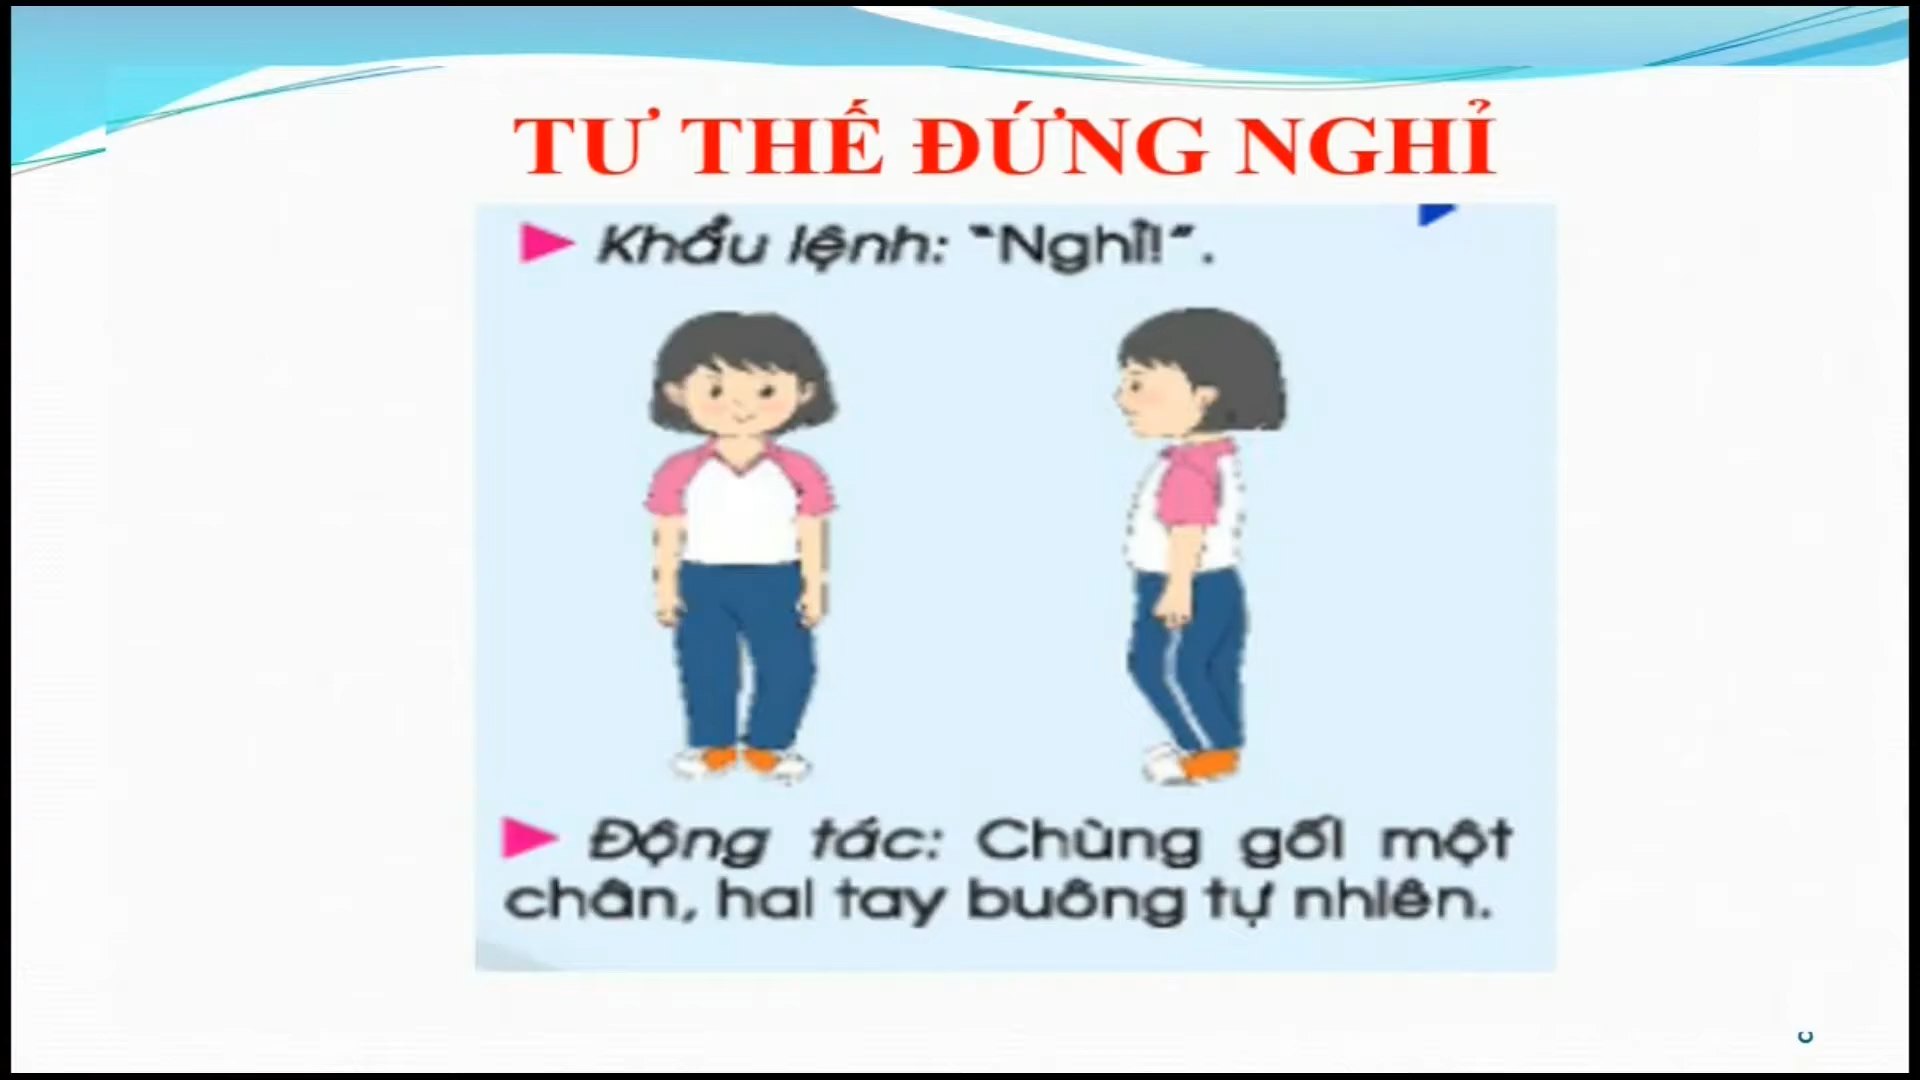 TƯ THẾ ĐỨNG NGHỈ
Khẩu lệnh: “Nghỉ!”.
Động tác: Chùng gối một
chân, hai tay buông tự nhiên.